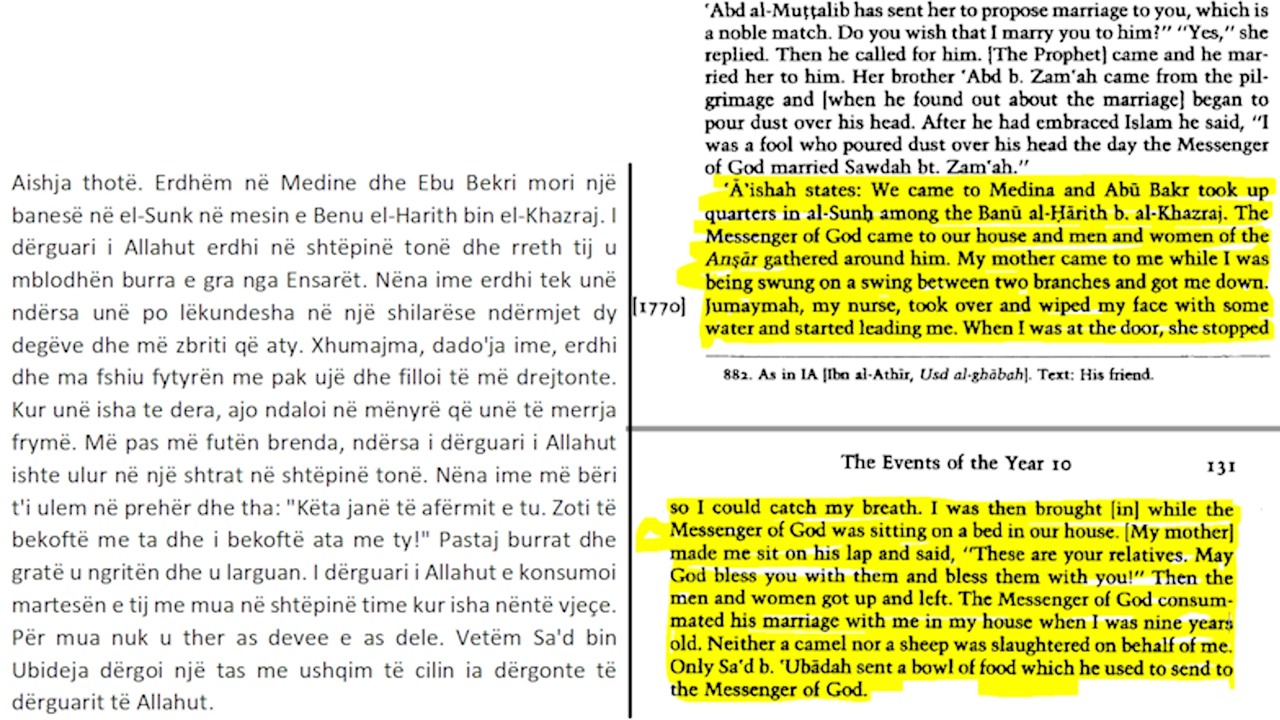 Aishja thotë. Erdhëm në Medine dhe Ebu Bekri mori një
banesë në el-Sunk në mesin e Benu el-Harith bin el-Khazraj. I
dërguari i Allahut erdhi në shtëpinë tonë dhe rreth tij u
mblodhën burra e gra nga Ensarët. Nëna ime erdhi tek unë
ndërsa unë po lëkundesha në një shilarëse ndërmjet dy
degëve dhe më zbriti që aty. Xhumajma, dado'ja ime, erdhi
dhe ma fshiu fytyrën me pak ujë dhe filloi të më drejtonte.
Kur unë isha te dera, ajo ndaloi në mënyrë që unë të merrja
frymë. Më pas më futën brenda, ndërsa i dërguari i Allahut
ishte ulur në një shtrat në shtëpinë tonë. Nëna ime më bëri
t'i ulem në prehër dhe tha: "Këta janë të afërmit e tu. Zoti të
bekoftë me ta dhe i bekoftë ata me ty!" Pastaj burrat dhe
gratë u ngritën dhe u larguan. I dërguari i Allahut e konsumoi
martesën e tij me mua në shtëpinë time kur isha nëntë vjeçe.
Për mua nuk u ther as devee e as dele. Vetëm Sa'd bin
Ubideja dërgoi një tas me ushqim të cilin ia dërgonte të
dërguarit të Allahut.
ʿAbd al-Muṭṭalib has sent her to propose marriage to you, which is
a noble match. Do you wish that I marry you to him?" "Yes," she
replied. Then he called for him. [The Prophet] came and he mar-
ried her to him. Her brother ʿAbd b. Zamʿah came from the pil-
grimage and [when he found out about the marriage] began to
pour dust over his head. After he had embraced Islam he said, "I
was a fool who poured dust over his head the day the Messenger
of God married Sawdah bt. Zamʿah."
ʿĀʾishah states: We came to Medina and Abū Bakr took up
quarters in al-Sunḥ among the Banū al-Ḥārith b. al-Khazraj. The
Messenger of God came to our house and men and women of the
Anṣār gathered around him. My mother came to me while I was
being swung on a swing between two branches and got me down.
[1770] Jumaymah, my nurse, took over and wiped my face with some
water and started leading me. When I was at the door, she stopped
882. As in IA [Ibn al-Athīr, Usd al-ghābah]. Text: His friend.
The Events of the Year 10 131
so I could catch my breath. I was then brought [in] while the
Messenger of God was sitting on a bed in our house. [My mother]
made me sit on his lap and said, "These are your relatives. May
God bless you with them and bless them with you!" Then the
men and women got up and left. The Messenger of God consum-
mated his marriage with me in my house when I was nine years
old. Neither a camel nor a sheep was slaughtered on behalf of me.
Only Saʿd b. ʿUbādah sent a bowl of food which he used to send to
the Messenger of God.